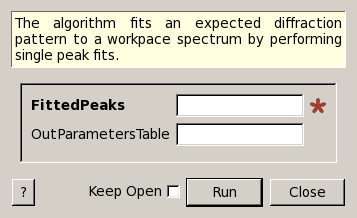 The algorithm fits an expected diffraction
pattern to a workpace spectrum by performing
single peak fits.
FittedPeaks
OutParametersTable
? Keep Open Run Close